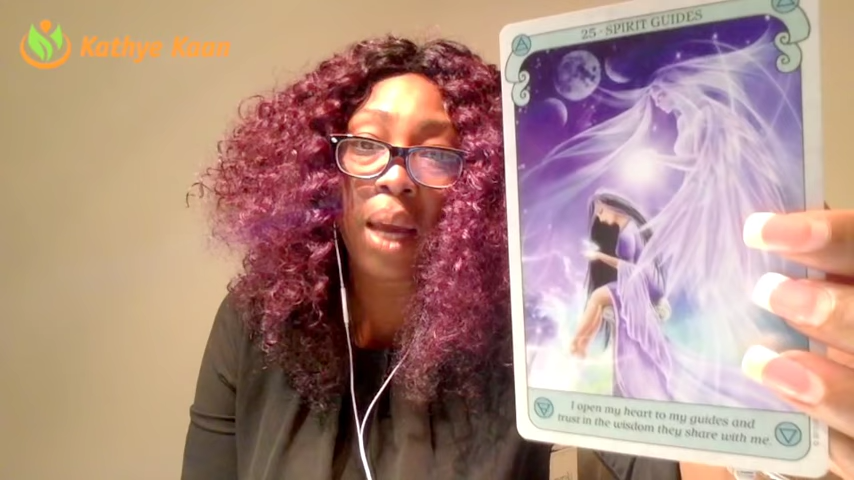 Kathye Kaan
25 - SPIRIT GUIDES
I open my heart to my guides and
trust in the wisdom they share with me.